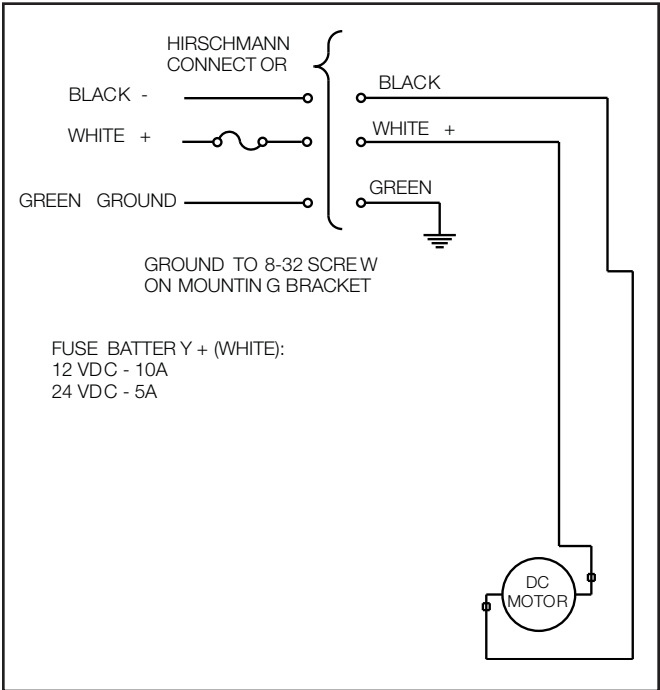 HIRSCHMANN
CONNECT OR
BLACK -
BLACK
WHITE +
WHITE +
GREEN GROUND
GREEN
GROUND TO 8-32 SCRE W
ON MOUNTIN G BRACKET
FUSE BATTER Y + (WHITE):
12 VDC - 10A
24 VDC - 5A
DC
MOTOR